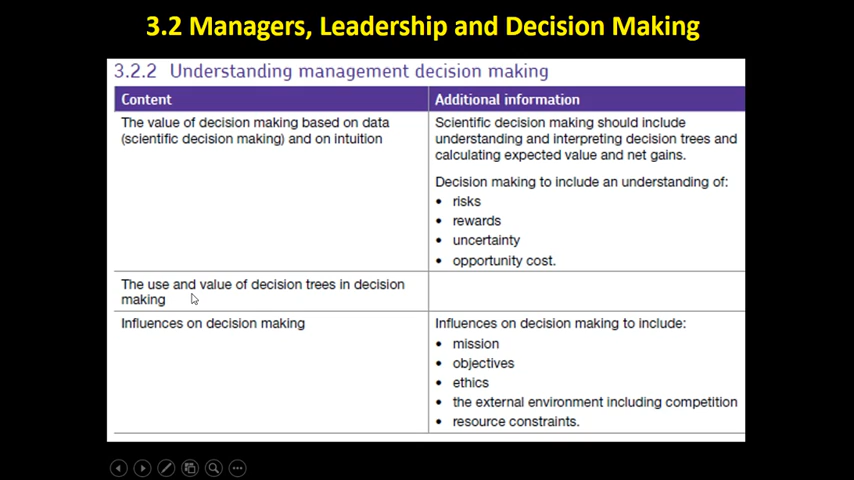 3.2 Managers, Leadership and Decision Making
3.2.2 Understanding management decision making
Content
Additional information
The value of decision making based on data
(scientific decision making) and on intuition
Scientific decision making should include
understanding and interpreting decision trees and
calculating expected value and net gains.
Decision making to include an understanding of:
• risks
• rewards
• uncertainty
• opportunity cost.
The use and value of decision trees in decision
making
Influences on decision making
Influences on decision making to include:
• mission
• objectives
• ethics
• the external environment including competition
• resource constraints.